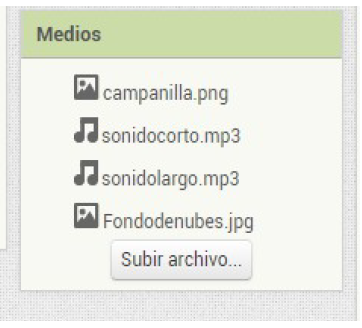 Medios
campanilla.png
sonidocorto.mp3
sonidolargo.mp3
Fondodenubes.jpg
Subir archivo...